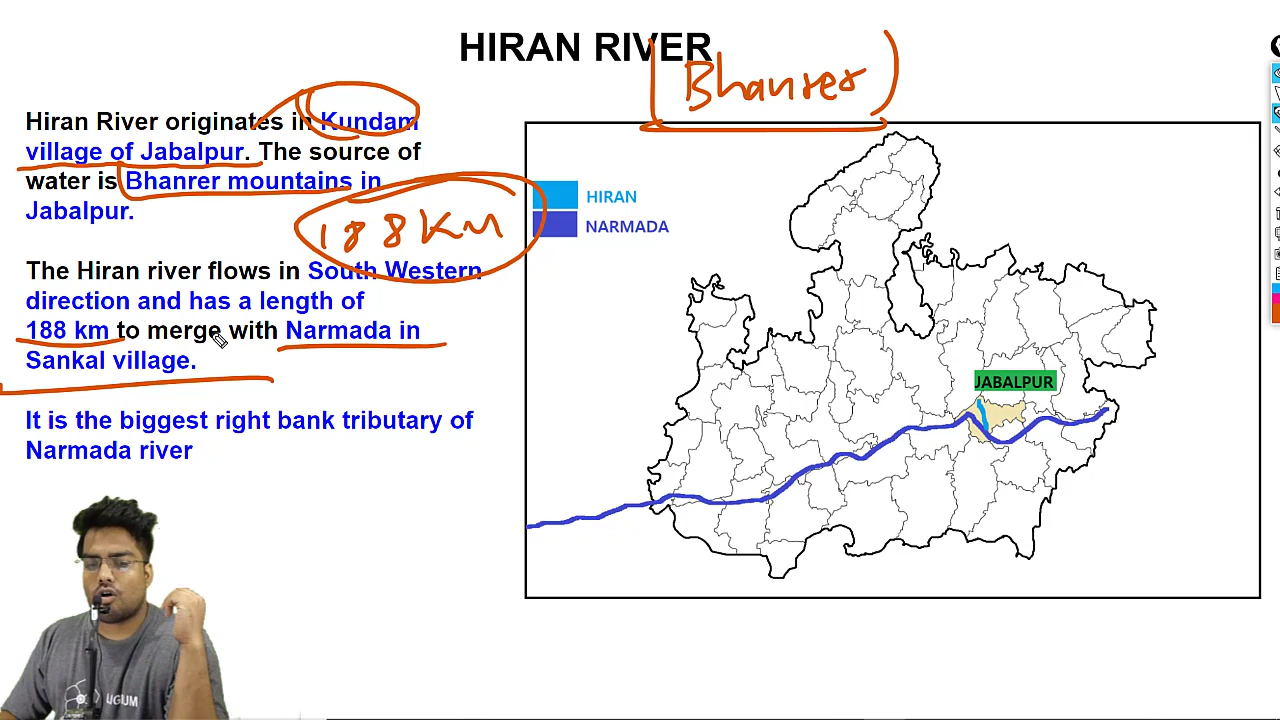 HIRAN RIVER
(Bhanrer)
Hiran River originates in Kundam
village of Jabalpur. The source of
water is Bhanrer mountains in
Jabalpur.
188 KM
The Hiran river flows in South Western
direction and has a length of
188 km to merge with Narmada in
Sankal village.
It is the biggest right bank tributary of
Narmada river
HIRAN
NARMADA
JABALPUR